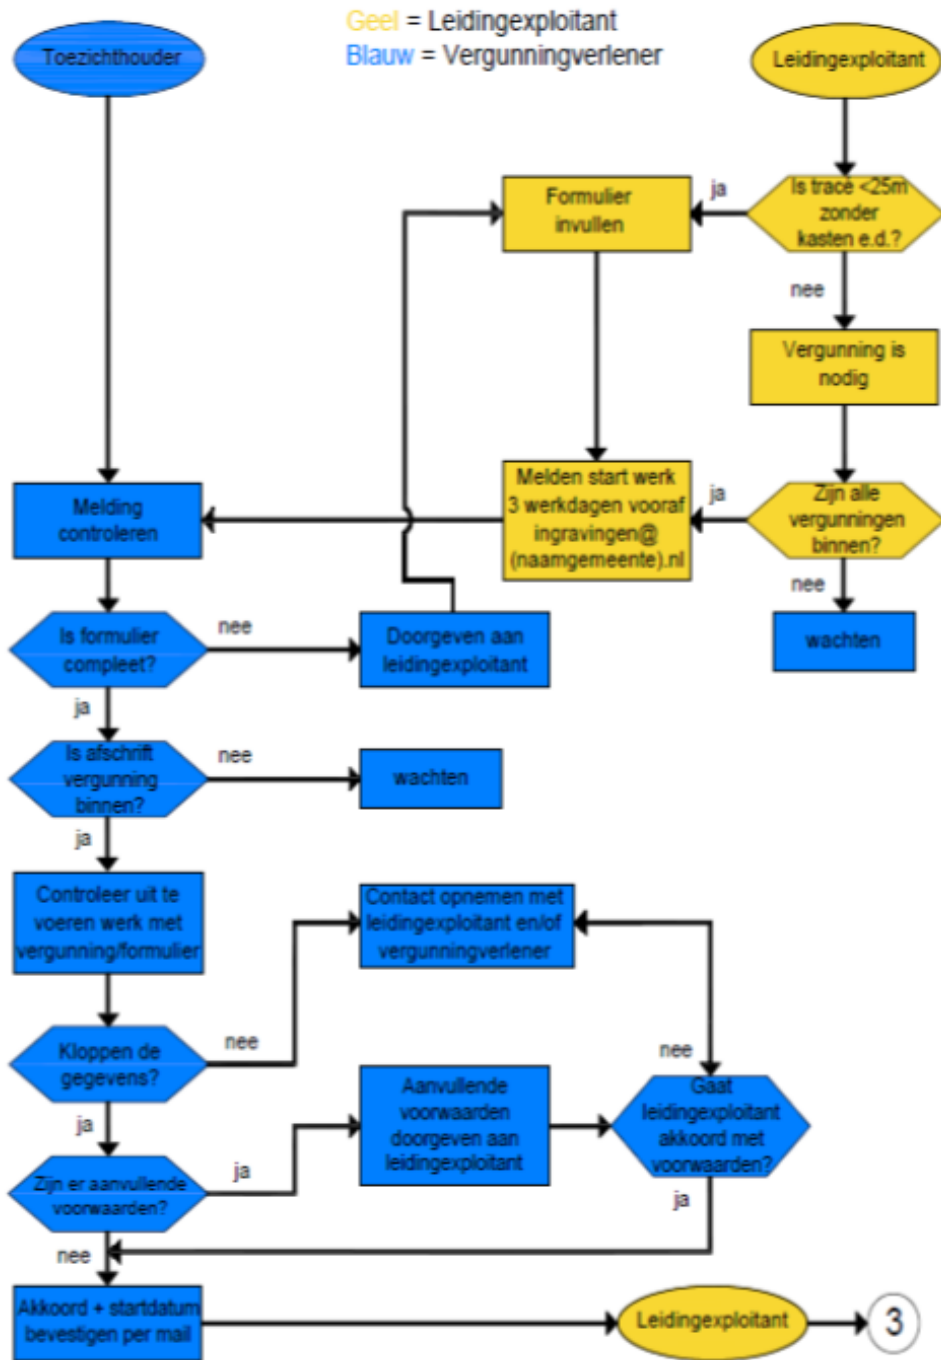 Geel = Leidingexploitant
Blauw = Vergunningverlener
Toezichthouder
Leidingexploitant
Is tracé <25m
zonder
kasten e.d.?
ja
nee
Formulier
invullen
Vergunning is
nodig
Zijn alle
vergunningen
binnen?
ja
nee
wachten
Melden start werk
3 werkdagen vooraf
ingravingen@
(naamgemeente).nl
Melding
controleren
Is formulier
compleet?
nee
Doorgeven aan
leidingexploitant
ja
Is afschrift
vergunning
binnen?
nee
wachten
ja
Controleer uit te
voeren werk met
vergunning/formulier
Contact opnemen met
leidingexploitant en/of
vergunningverlener
Kloppen de
gegevens?
nee
nee
ja
Aanvullende
voorwaarden
doorgeven aan
leidingexploitant
Gaat
leidingexploitant
akkoord met
voorwaarden?
Zijn er aanvullende
voorwaarden?
ja
ja
nee
Akkoord + startdatum
bevestigen per mail
Leidingexploitant
3